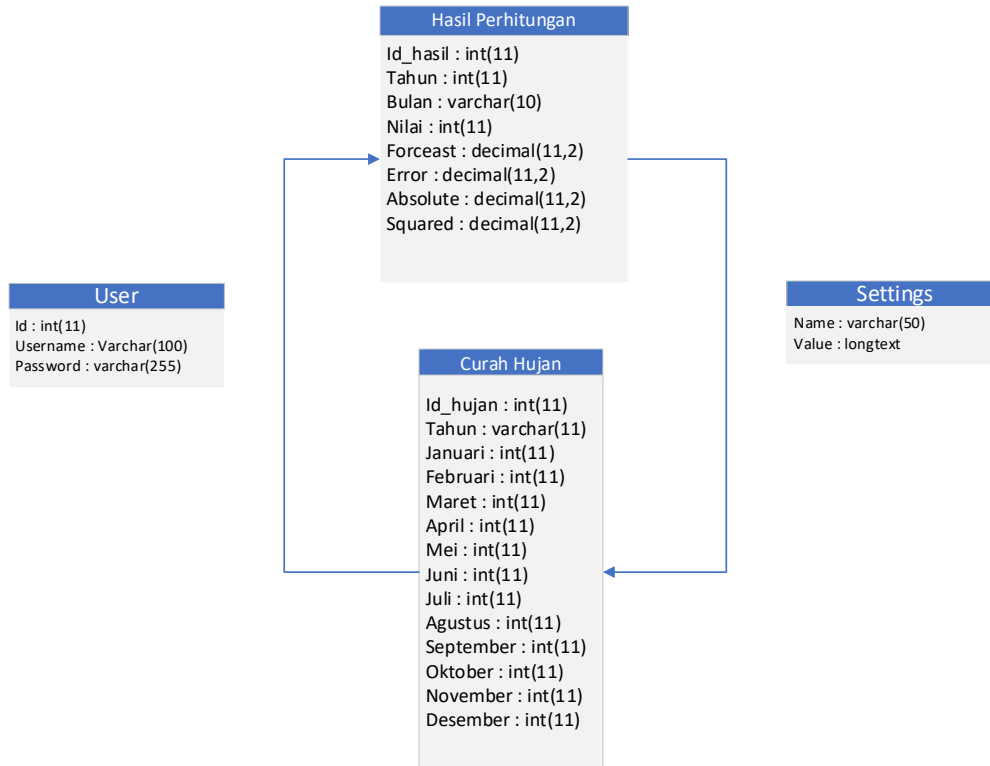 Hasil Perhitungan
Id_hasil : int(11)
Tahun : int(11)
Bulan : varchar(10)
Nilai : int(11)
Forceast : decimal(11,2)
Error : decimal(11,2)
Absolute : decimal(11,2)
Squared : decimal(11,2)
User
Id : int(11)
Username : Varchar(100)
Password : varchar(255)
Settings
Name : varchar(50)
Value : longtext
Curah Hujan
Id_hujan : int(11)
Tahun : varchar(11)
Januari : int(11)
Februari : int(11)
Maret : int(11)
April : int(11)
Mei : int(11)
Juni : int(11)
Juli : int(11)
Agustus : int(11)
September : int(11)
Oktober : int(11)
November : int(11)
Desember : int(11)